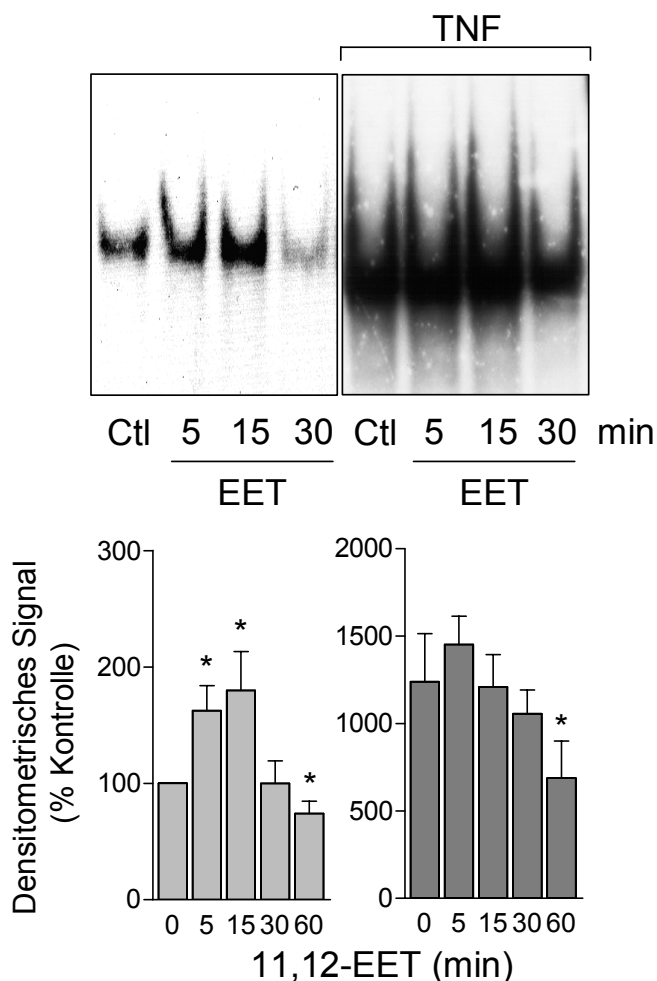 TNF
Ctl 5 15 30 Ctl 5 15 30 min
EET EET
Densitometrisches Signal
(% Kontrolle)
300
200
100
0
* * *
0 5 15 30 60
2000
1500
1000
500
0
*
0 5 15 30 60
11,12-EET (min)